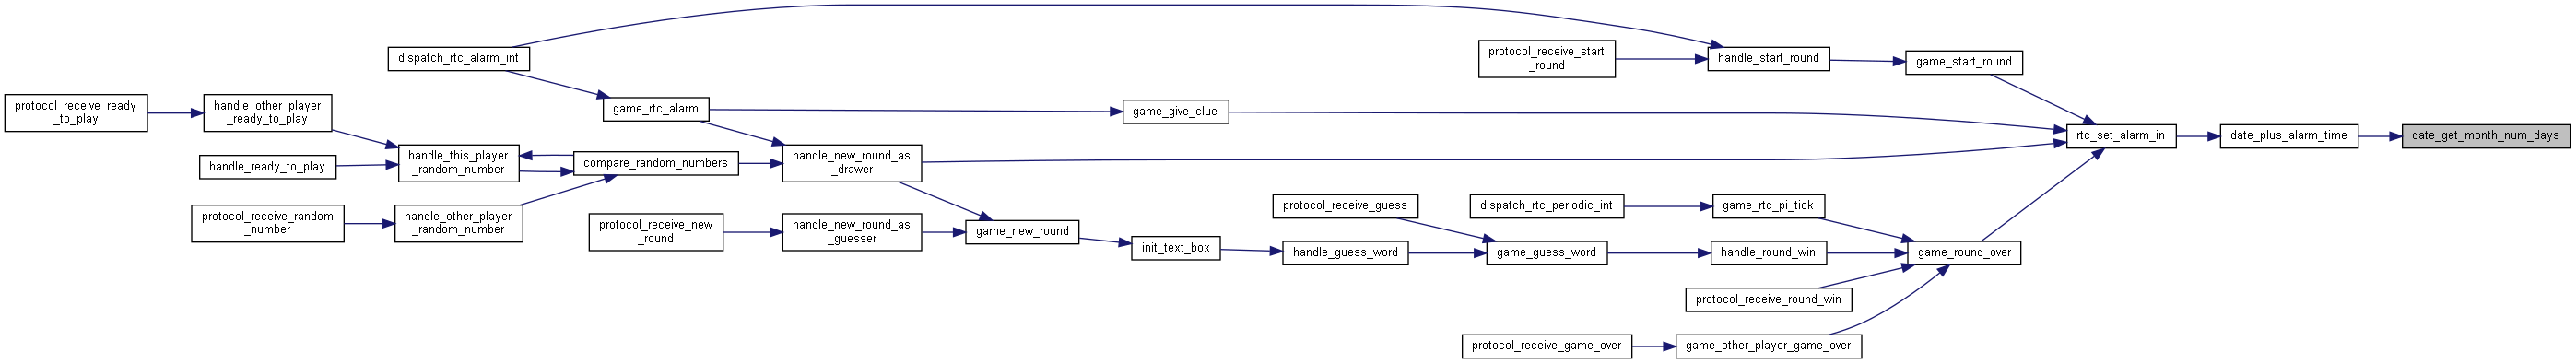 dispatch_rtc_alarm_int
protocol_receive_start
_round
handle_start_round
game_start_round
protocol_receive_ready
_to_play
handle_other_player
_ready_to_play
game_rtc_alarm
game_give_clue
rtc_set_alarm_in
date_plus_alarm_time
date_get_month_num_days
handle_ready_to_play
handle_this_player
_random_number
compare_random_numbers
handle_new_round_as
_drawer
protocol_receive_random
_number
handle_other_player
_random_number
protocol_receive_new
_round
handle_new_round_as
_guesser
game_new_round
init_text_box
protocol_receive_guess
handle_guess_word
dispatch_rtc_periodic_int
game_guess_word
game_rtc_pi_tick
handle_round_win
game_round_over
protocol_receive_round_win
protocol_receive_game_over
game_other_player_game_over